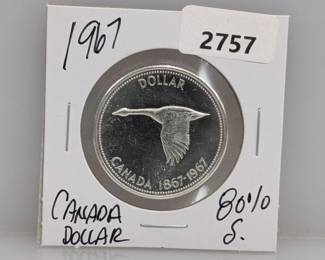 1967
2757
DOLLAR
CANADA 1867-1967
CANADA
DOLLAR
80%
S.